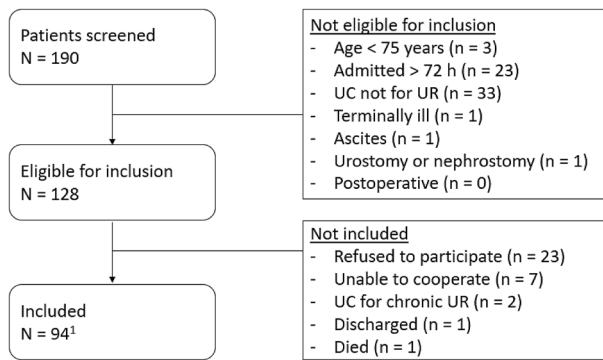 Patients screened
N = 190
Not eligible for inclusion
- Age < 75 years (n = 3)
- Admitted > 72 h (n = 23)
- UC not for UR (n = 33)
- Terminally ill (n = 1)
- Ascites (n = 1)
- Urostomy or nephrostomy (n = 1)
- Postoperative (n = 0)
Eligible for inclusion
N = 128
Not included
- Refused to participate (n = 23)
- Unable to cooperate (n = 7)
- UC for chronic UR (n = 2)
- Discharged (n = 1)
- Died (n = 1)
Included
N = 94¹